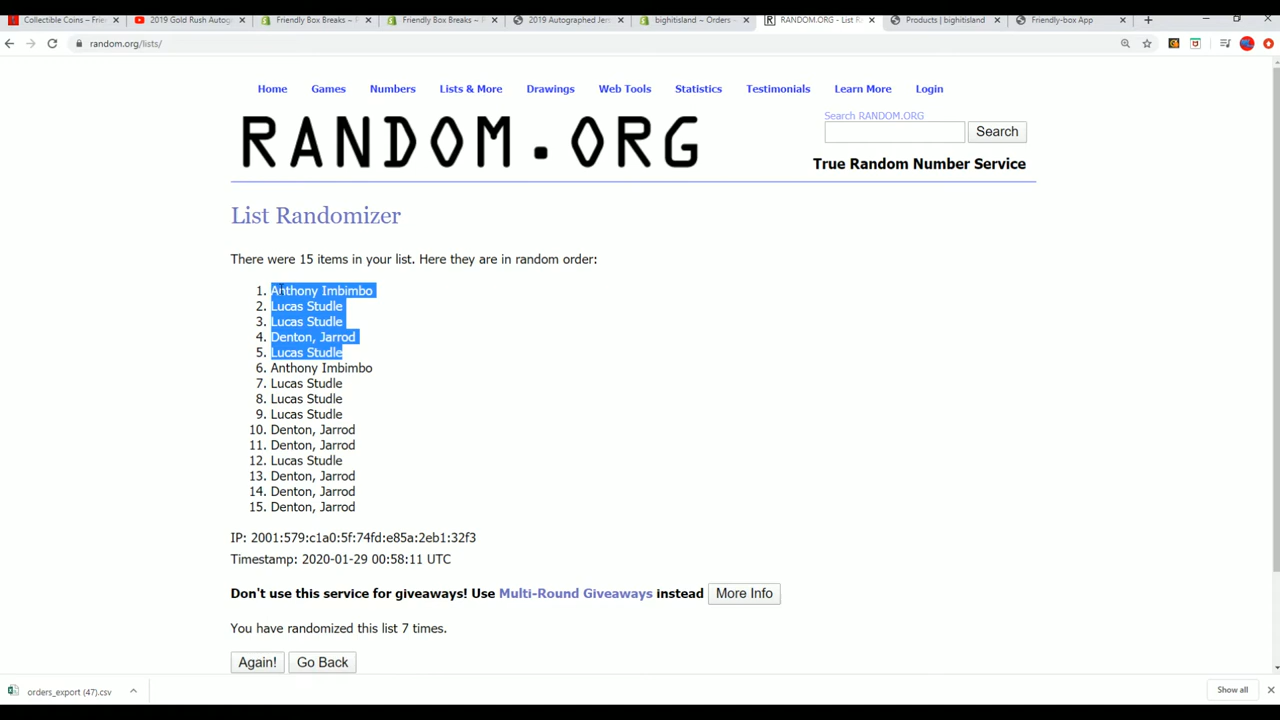 Collectible Coins – Frien
2019 Gold Rush Autog
Friendly Box Breaks ~ F
Friendly Box Breaks ~
2019 Autographed Jers
bighitisland ~ Orders ~
RANDOM.ORG - List R
Products | bighitisland
Friendly-box App
random.org/lists/
Home Games Numbers Lists & More Drawings Web Tools Statistics Testimonials Learn More Login
RANDOM.ORG
Search RANDOM.ORG
Search
True Random Number Service
List Randomizer
There were 15 items in your list. Here they are in random order:
1. Anthony Imbimbo
2. Lucas Studle
3. Lucas Studle
4. Denton, Jarrod
5. Lucas Studle
6. Anthony Imbimbo
7. Lucas Studle
8. Lucas Studle
9. Lucas Studle
10. Denton, Jarrod
11. Denton, Jarrod
12. Lucas Studle
13. Denton, Jarrod
14. Denton, Jarrod
15. Denton, Jarrod
IP: 2001:579:c1a0:5f:74fd:e85a:2eb1:32f3
Timestamp: 2020-01-29 00:58:11 UTC
Don't use this service for giveaways! Use Multi-Round Giveaways instead More Info
You have randomized this list 7 times.
Again! Go Back
orders_export (47).csv
Show all